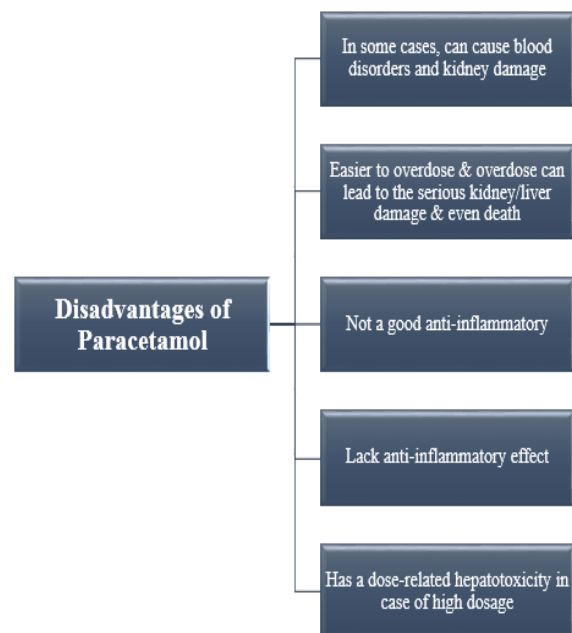 In some cases, can cause blood
disorders and kidney damage
Easier to overdose & overdose can
lead to the serious kidney/liver
damage & even death
Disadvantages of
Paracetamol
Not a good anti-inflammatory
Lack anti-inflammatory effect
Has a dose-related hepatotoxicity in
case of high dosage